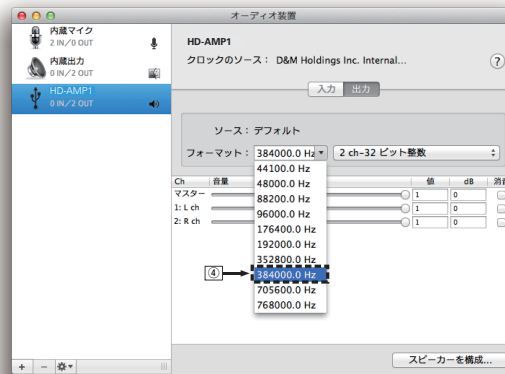 オーディオ装置
内蔵マイク
2 IN/0 OUT
内蔵出力
0 IN/2 OUT
HD-AMP1
0 IN/2 OUT
HD-AMP1
クロックのソース： D&M Holdings Inc. Internal...
?
入力 出力
ソース：デフォルト
フォーマット： 384000.0 Hz 2 ch-32 ビット整数
44100.0 Hz
48000.0 Hz
88200.0 Hz
96000.0 Hz
176400.0 Hz
192000.0 Hz
352800.0 Hz
④ 384000.0 Hz
705600.0 Hz
768000.0 Hz
Ch 音量 値 dB 消音
マスター 1 0
1: L ch 1 0
2: R ch 1 0
+ −
スピーカーを構成...